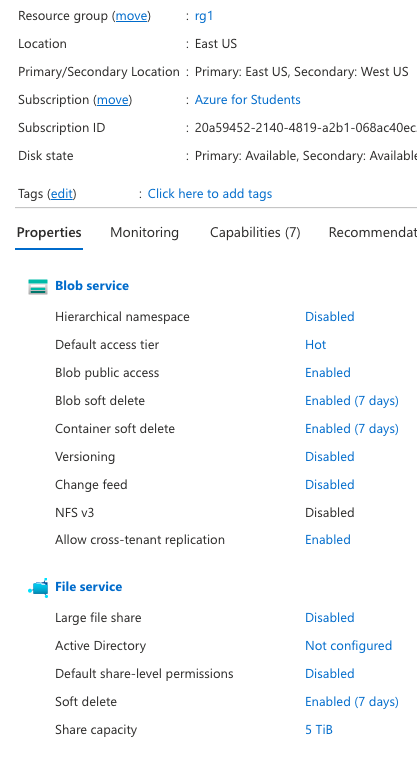 Resource group (move) : rg1
Location : East US
Primary/Secondary Location : Primary: East US, Secondary: West US
Subscription (move) : Azure for Students
Subscription ID : 20a59452-2140-4819-a2b1-068ac40ec
Disk state : Primary: Available, Secondary: Available
Tags (edit) : Click here to add tags
Properties Monitoring Capabilities (7) Recommendat
Blob service
Hierarchical namespace Disabled
Default access tier Hot
Blob public access Enabled
Blob soft delete Enabled (7 days)
Container soft delete Enabled (7 days)
Versioning Disabled
Change feed Disabled
NFS v3 Disabled
Allow cross-tenant replication Enabled
File service
Large file share Disabled
Active Directory Not configured
Default share-level permissions Disabled
Soft delete Enabled (7 days)
Share capacity 5 TiB